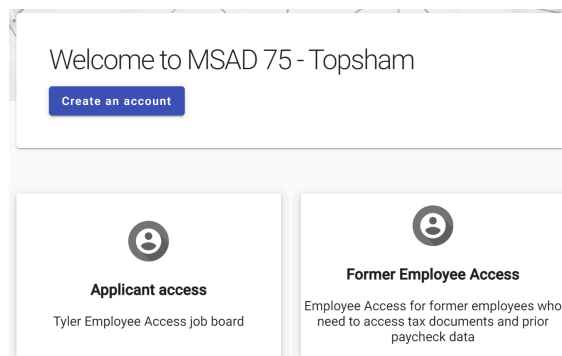 Welcome to MSAD 75 - Topsham
Create an account
Applicant access
Tyler Employee Access job board
Former Employee Access
Employee Access for former employees who
need to access tax documents and prior
paycheck data